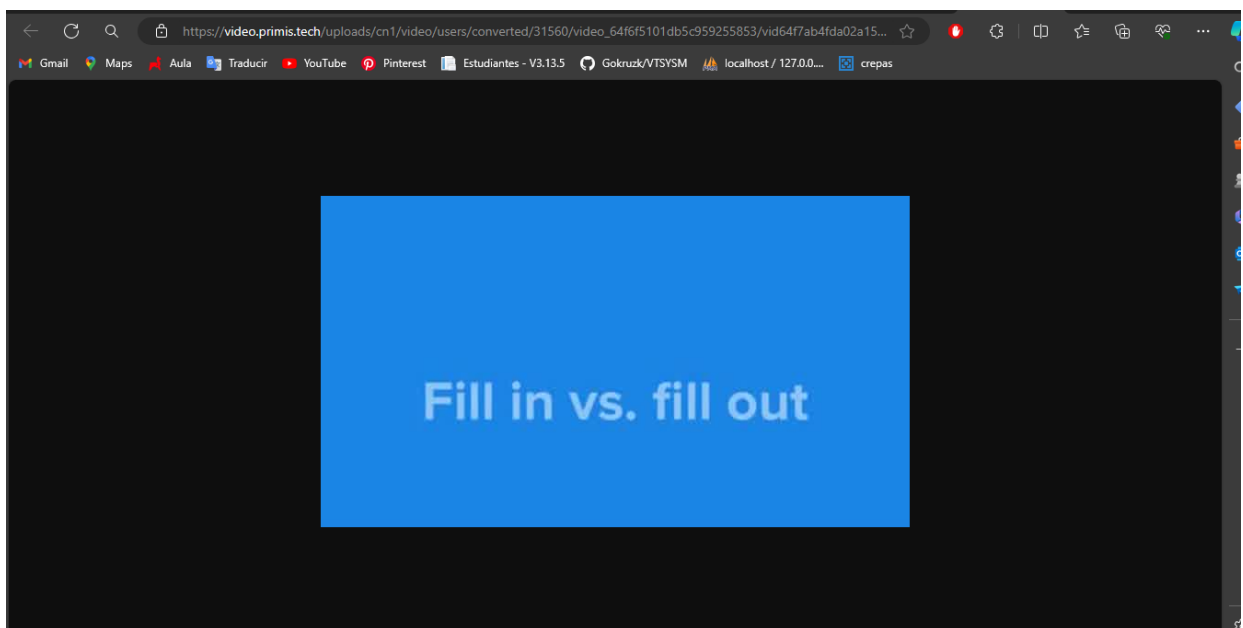 https://video.primis.tech/uploads/cn1/video/users/converted/31560/video_64f6f5101db5c959255853/vid64f7ab4fda02a15...
Gmail Maps Aula Traducir YouTube Pinterest Estudiantes - V3.13.5 Gokruzk/VTSYSM localhost / 127.0.0.... crepas
Fill in vs. fill out